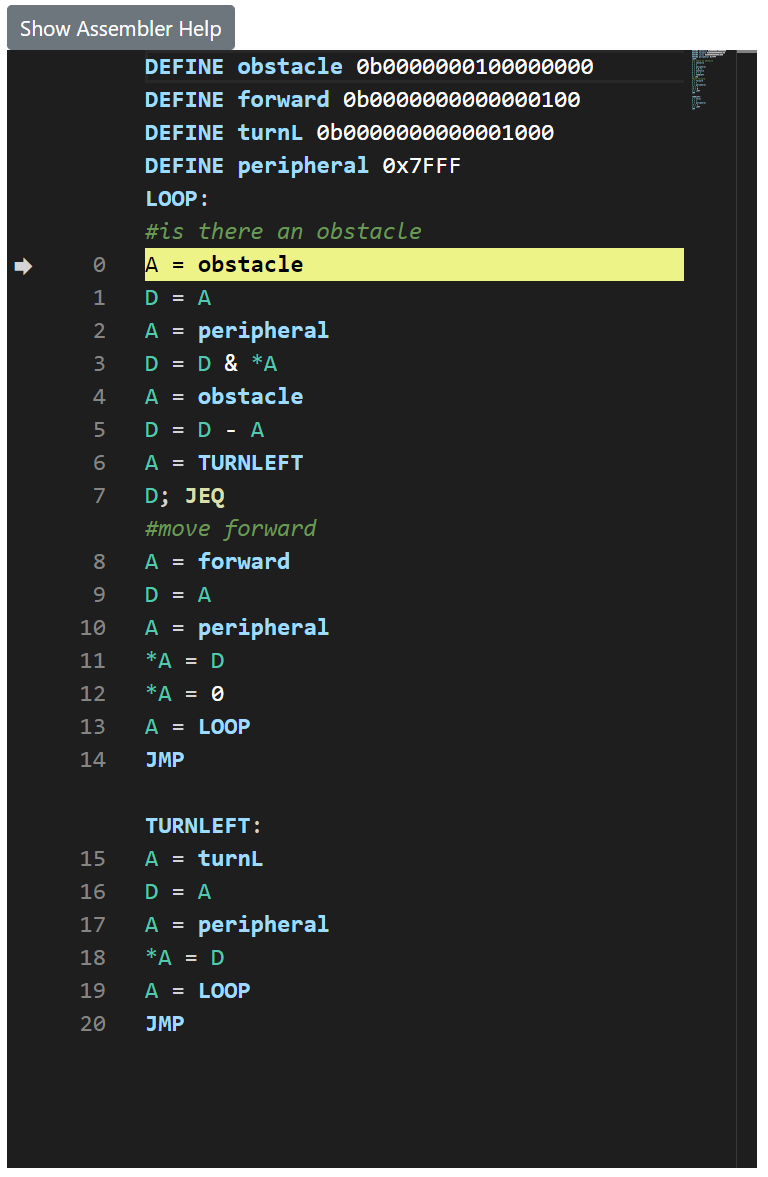 Show Assembler Help
DEFINE obstacle 0b0000000100000000
DEFINE forward 0b0000000000000100
DEFINE turnL 0b0000000000001000
DEFINE peripheral 0x7FFF
LOOP:
#is there an obstacle
0 A = obstacle
1 D = A
2 A = peripheral
3 D = D & *A
4 A = obstacle
5 D = D - A
6 A = TURNLEFT
7 D; JEQ
#move forward
8 A = forward
9 D = A
10 A = peripheral
11 *A = D
12 *A = 0
13 A = LOOP
14 JMP
TURNLEFT:
15 A = turnL
16 D = A
17 A = peripheral
18 *A = D
19 A = LOOP
20 JMP